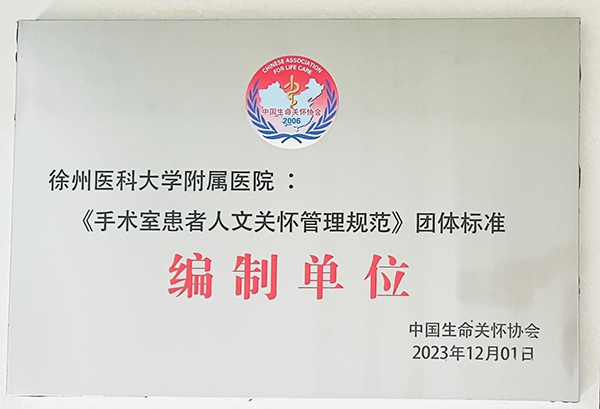 CHINESE ASSOCIATION
FOR LIFE CARE
中国生命关怀协会
2006
徐州医科大学附属医院：
《手术室患者人文关怀管理规范》团体标准
编制单位
中国生命关怀协会
2023年12月01日